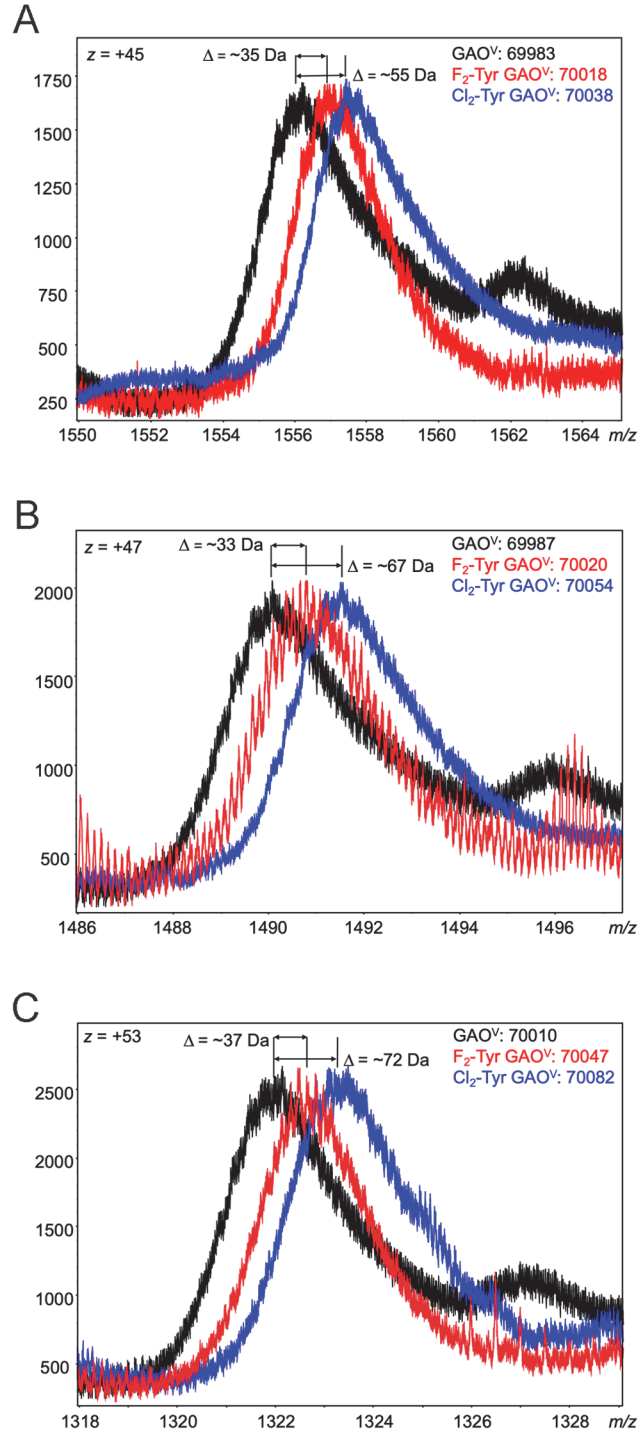 A
z = +45
Δ = ~35 Da
Δ = ~55 Da
GAOⱽ: 69983
F₂-Tyr GAOⱽ: 70018
Cl₂-Tyr GAOⱽ: 70038
1750
1500
1250
1000
750
500
250
1550 1552 1554 1556 1558 1560 1562 1564 m/z
B
z = +47
Δ = ~33 Da
Δ = ~67 Da
GAOⱽ: 69987
F₂-Tyr GAOⱽ: 70020
Cl₂-Tyr GAOⱽ: 70054
2000
1500
1000
500
1486 1488 1490 1492 1494 1496 m/z
C
z = +53
Δ = ~37 Da
Δ = ~72 Da
GAOⱽ: 70010
F₂-Tyr GAOⱽ: 70047
Cl₂-Tyr GAOⱽ: 70082
2500
2000
1500
1000
500
1318 1320 1322 1324 1326 1328 m/z